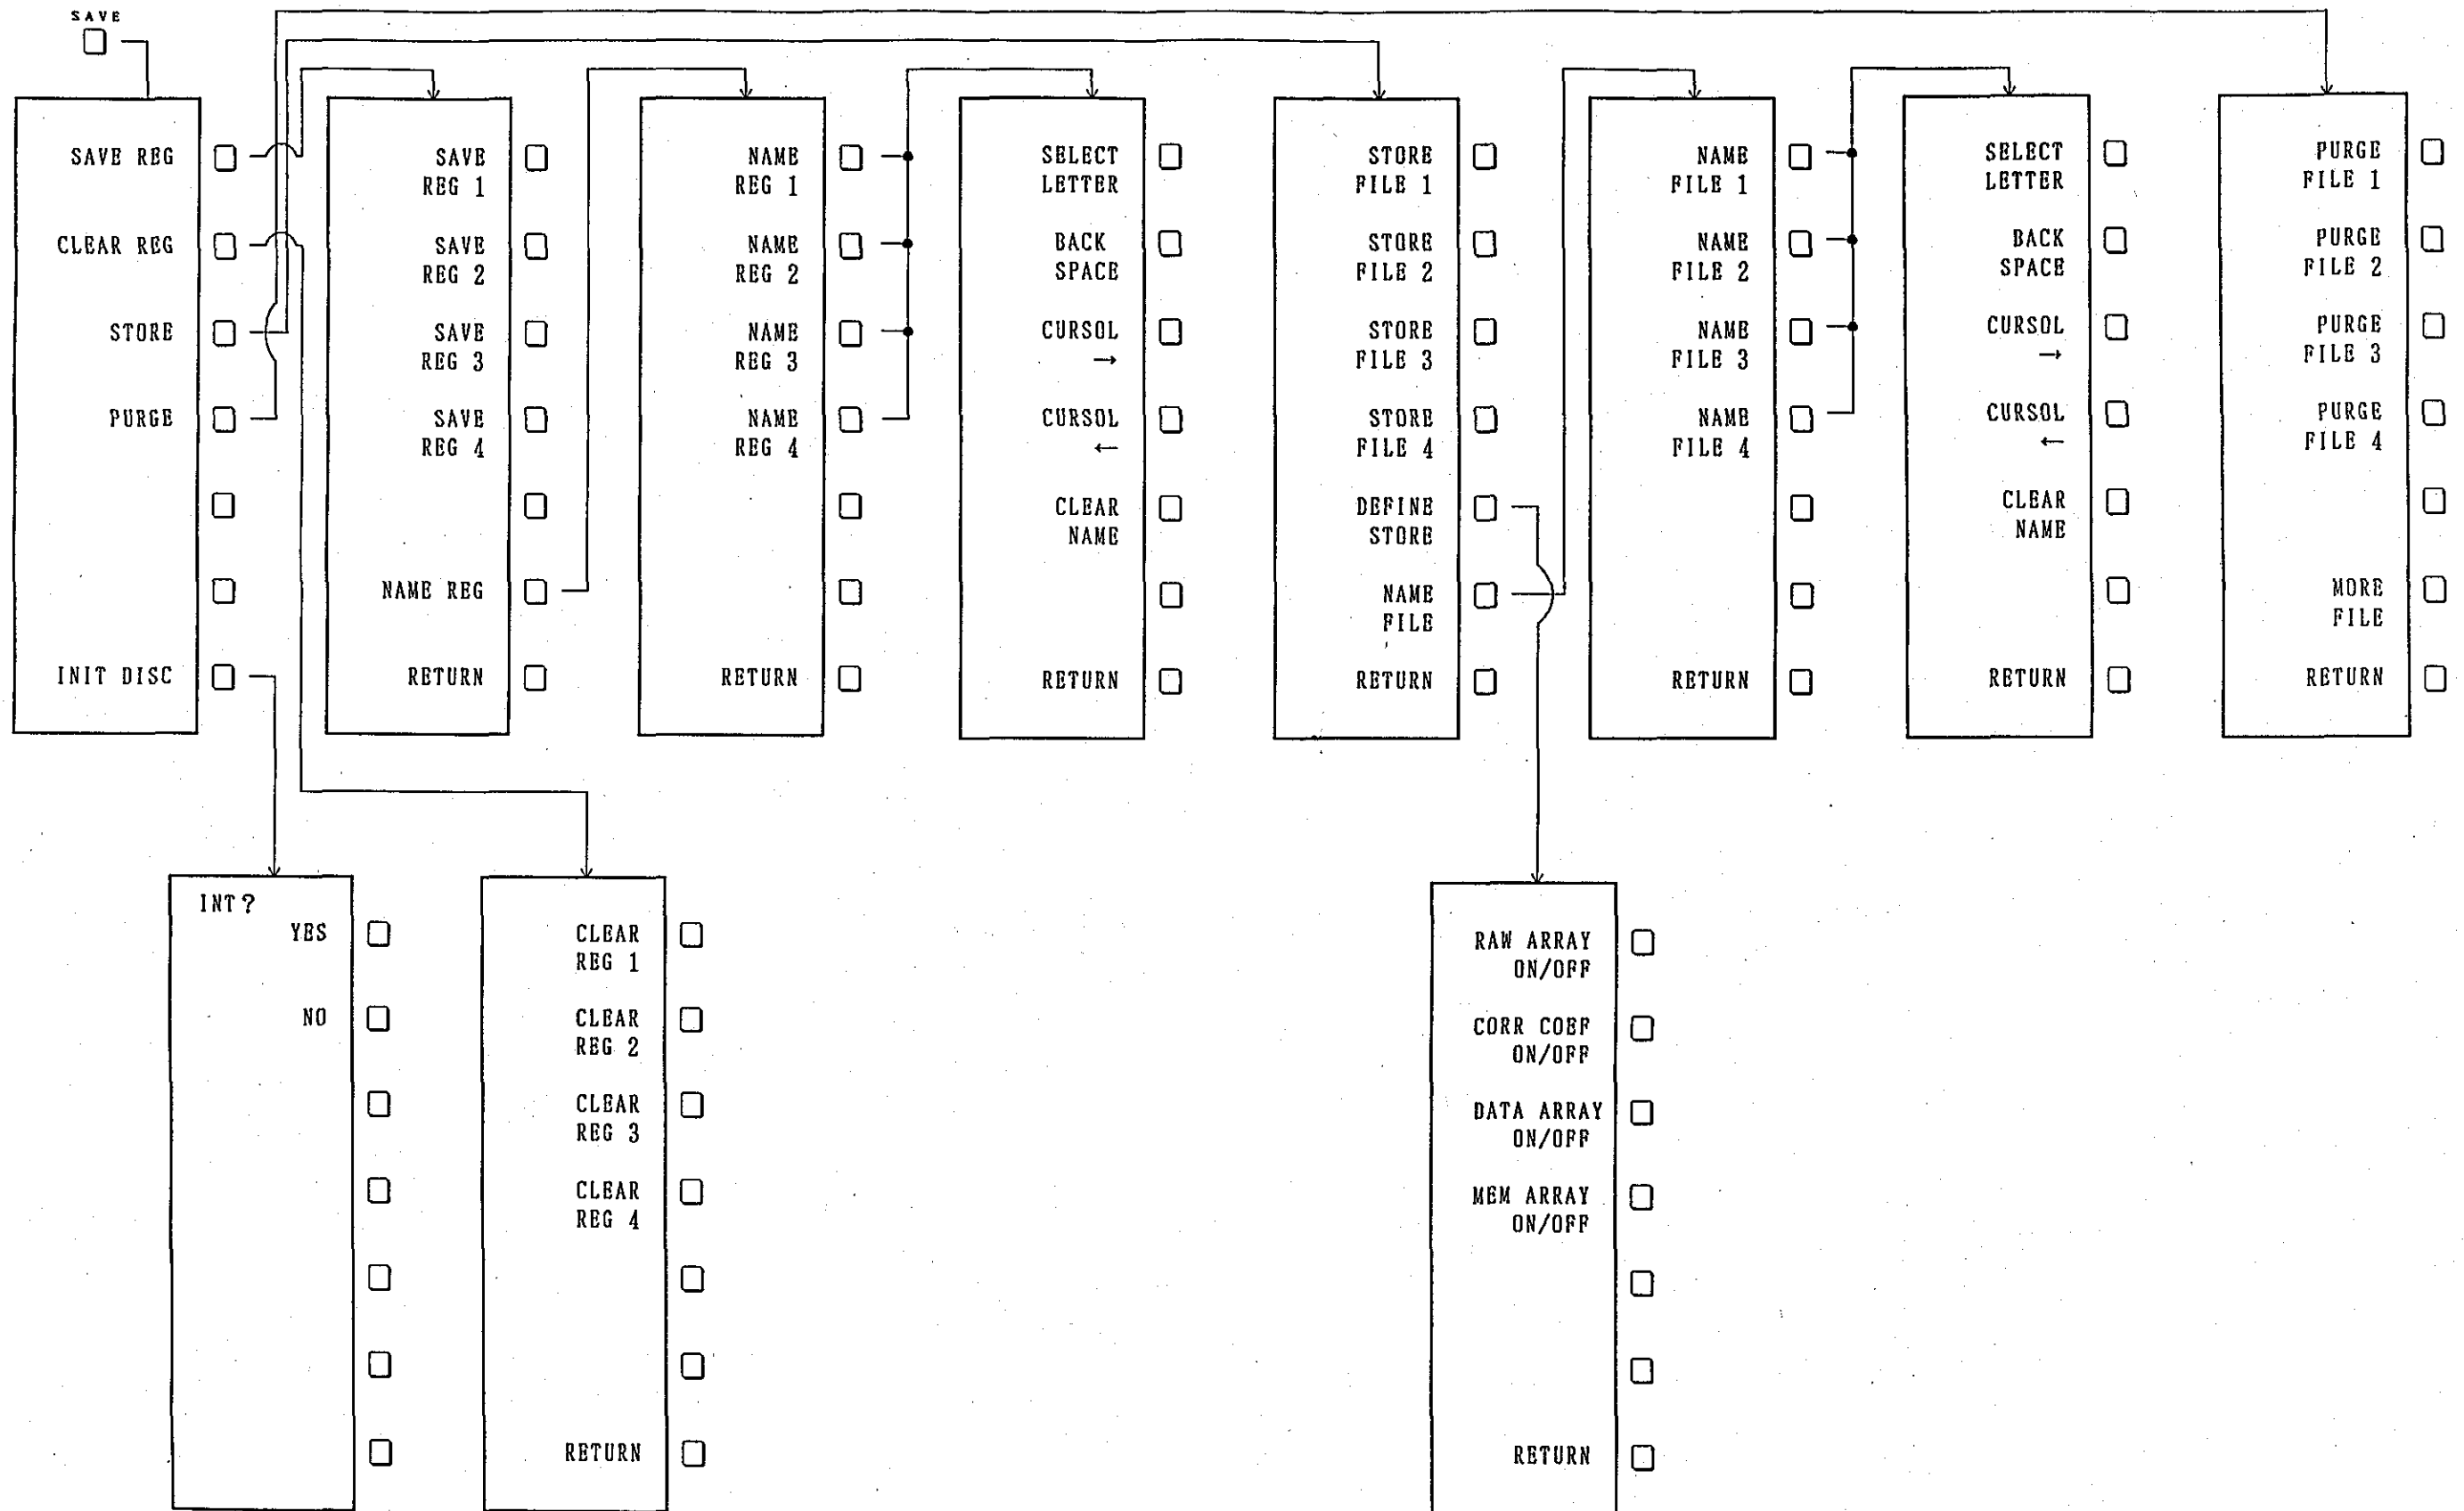 SAVE
SAVE REG
CLEAR REG
STORE
PURGE
INIT DISC
SAVE
REG 1
SAVE
REG 2
SAVE
REG 3
SAVE
REG 4
NAME REG
RETURN
NAME
REG 1
NAME
REG 2
NAME
REG 3
NAME
REG 4
RETURN
SELECT
LETTER
BACK
SPACE
CURSOL
→
CURSOL
←
CLEAR
NAME
RETURN
STORE
FILE 1
STORE
FILE 2
STORE
FILE 3
STORE
FILE 4
DEFINE
STORE
NAME
FILE
RETURN
NAME
FILE 1
NAME
FILE 2
NAME
FILE 3
NAME
FILE 4
RETURN
SELECT
LETTER
BACK
SPACE
CURSOL
→
CURSOL
←
CLEAR
NAME
RETURN
PURGE
FILE 1
PURGE
FILE 2
PURGE
FILE 3
PURGE
FILE 4
MORE
FILE
RETURN
INT?
YES
NO
CLEAR
REG 1
CLEAR
REG 2
CLEAR
REG 3
CLEAR
REG 4
RETURN
RAW ARRAY
ON/OFF
CORR COEF
ON/OFF
DATA ARRAY
ON/OFF
MEM ARRAY
ON/OFF
RETURN